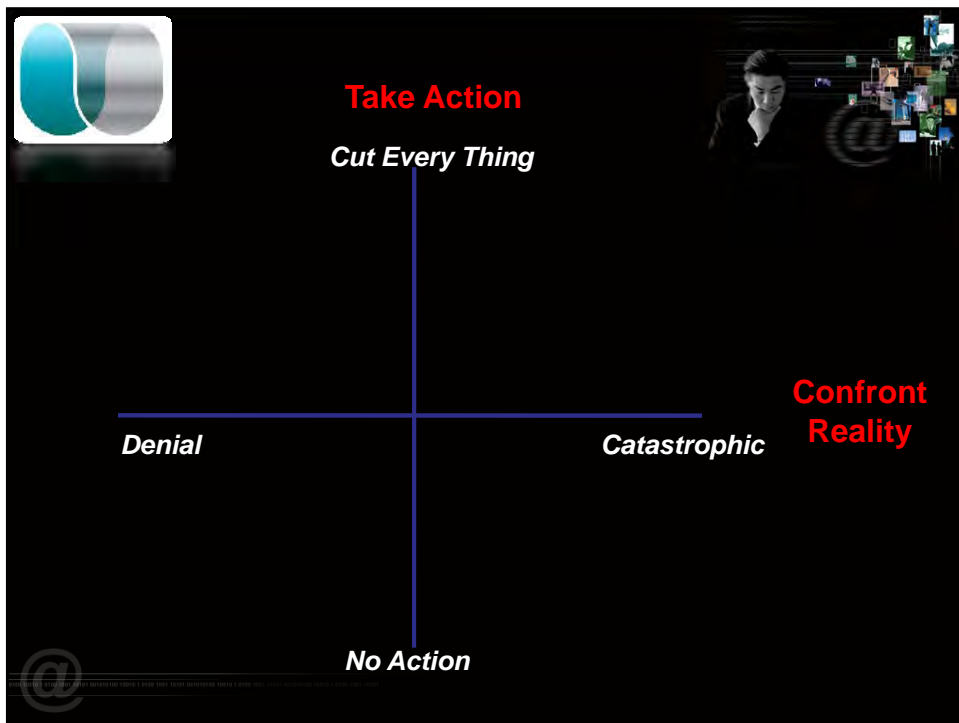 Take Action
Cut Every Thing
Confront
Reality
Denial
Catastrophic
No Action
@
@